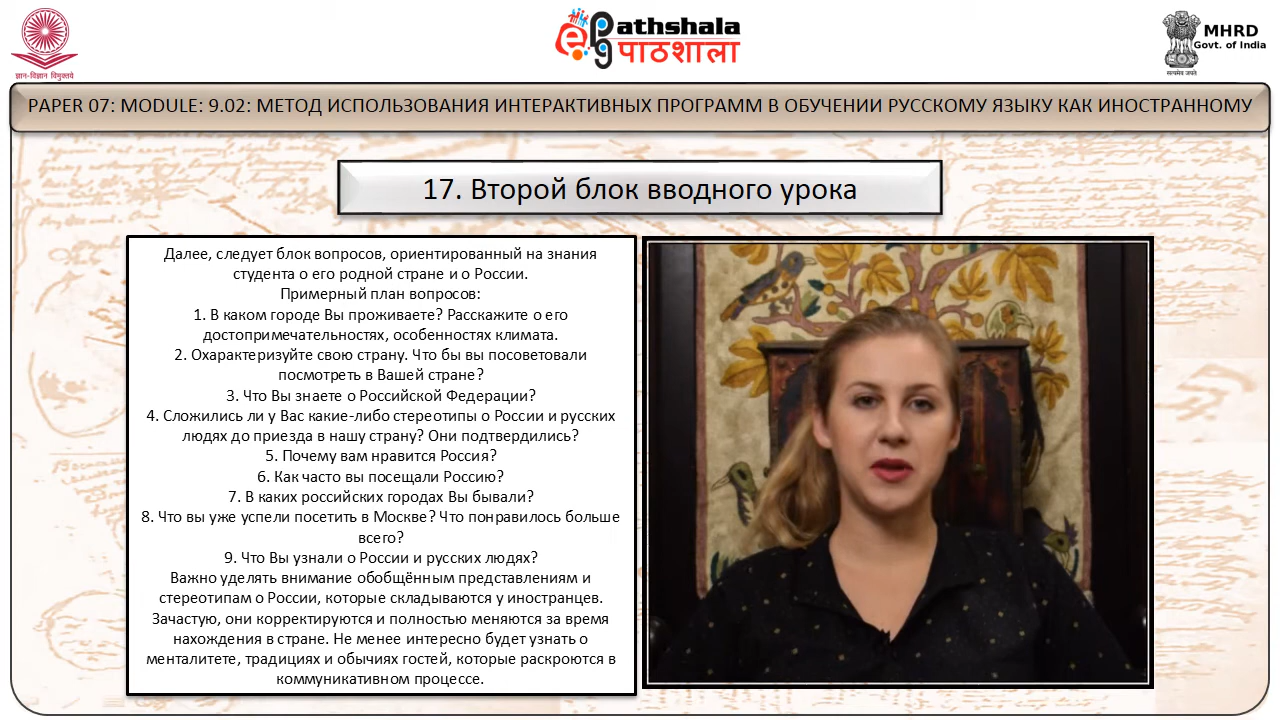 ज्ञान-विज्ञान विमुक्तये
Pathshala
पाठशाला
MHRD
Govt. of India
सत्यमेव जयते
PAPER 07: MODULE: 9.02: МЕТОД ИСПОЛЬЗОВАНИЯ ИНТЕРАКТИВНЫХ ПРОГРАММ В ОБУЧЕНИИ РУССКОМУ ЯЗЫКУ КАК ИНОСТРАННОМУ
17. Второй блок вводного урока
Далее, следует блок вопросов, ориентированный на знания
студента о его родной стране и о России.
Примерный план вопросов:
1. В каком городе Вы проживаете? Расскажите о его
достопримечательностях, особенностях климата.
2. Охарактеризуйте свою страну. Что бы вы посоветовали
посмотреть в Вашей стране?
3. Что Вы знаете о Российской Федерации?
4. Сложились ли у Вас какие-либо стереотипы о России и русских
людях до приезда в нашу страну? Они подтвердились?
5. Почему вам нравится Россия?
6. Как часто вы посещали Россию?
7. В каких российских городах Вы бывали?
8. Что вы уже успели посетить в Москве? Что понравилось больше
всего?
9. Что Вы узнали о России и русских людях?
Важно уделять внимание обобщённым представлениям и
стереотипам о России, которые складываются у иностранцев.
Зачастую, они корректируются и полностью меняются за время
нахождения в стране. Не менее интересно будет узнать о
менталитете, традициях и обычиях гостей, которые раскроются в
коммуникативном процессе.